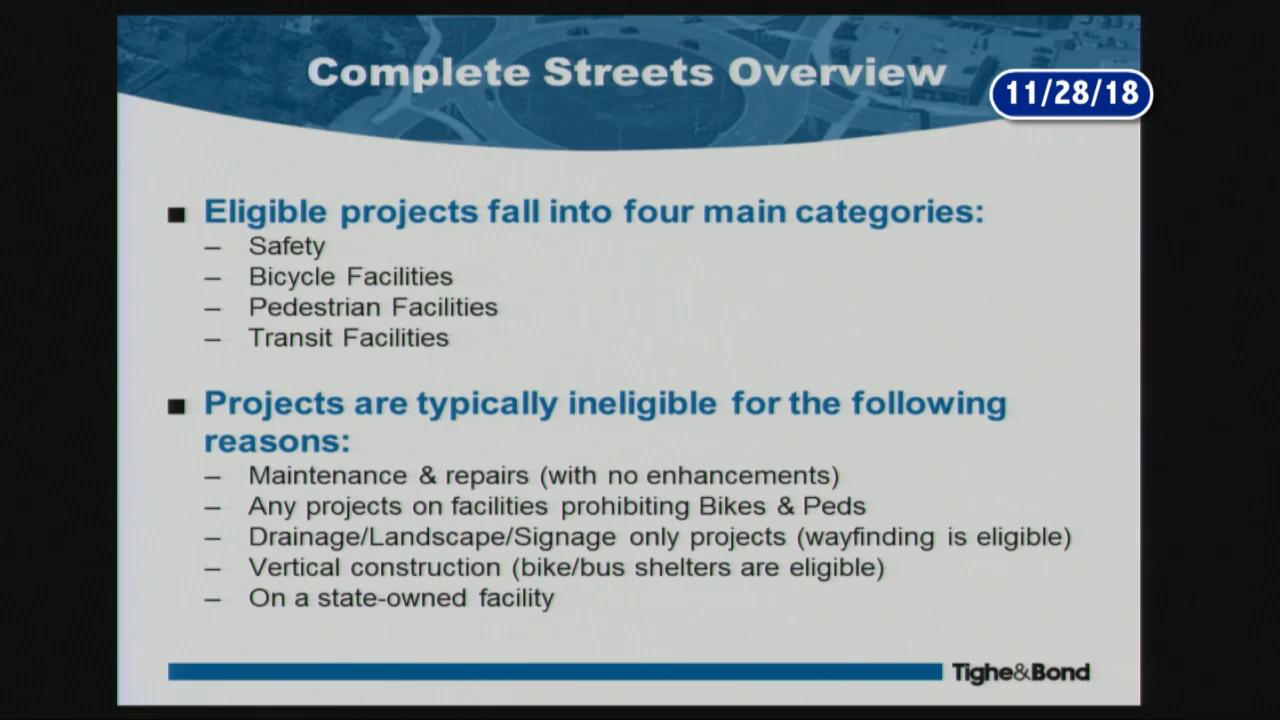 Complete Streets Overview
11/28/18
■ Eligible projects fall into four main categories:
– Safety
– Bicycle Facilities
– Pedestrian Facilities
– Transit Facilities
■ Projects are typically ineligible for the following
reasons:
– Maintenance & repairs (with no enhancements)
– Any projects on facilities prohibiting Bikes & Peds
– Drainage/Landscape/Signage only projects (wayfinding is eligible)
– Vertical construction (bike/bus shelters are eligible)
– On a state-owned facility
Tighe&Bond